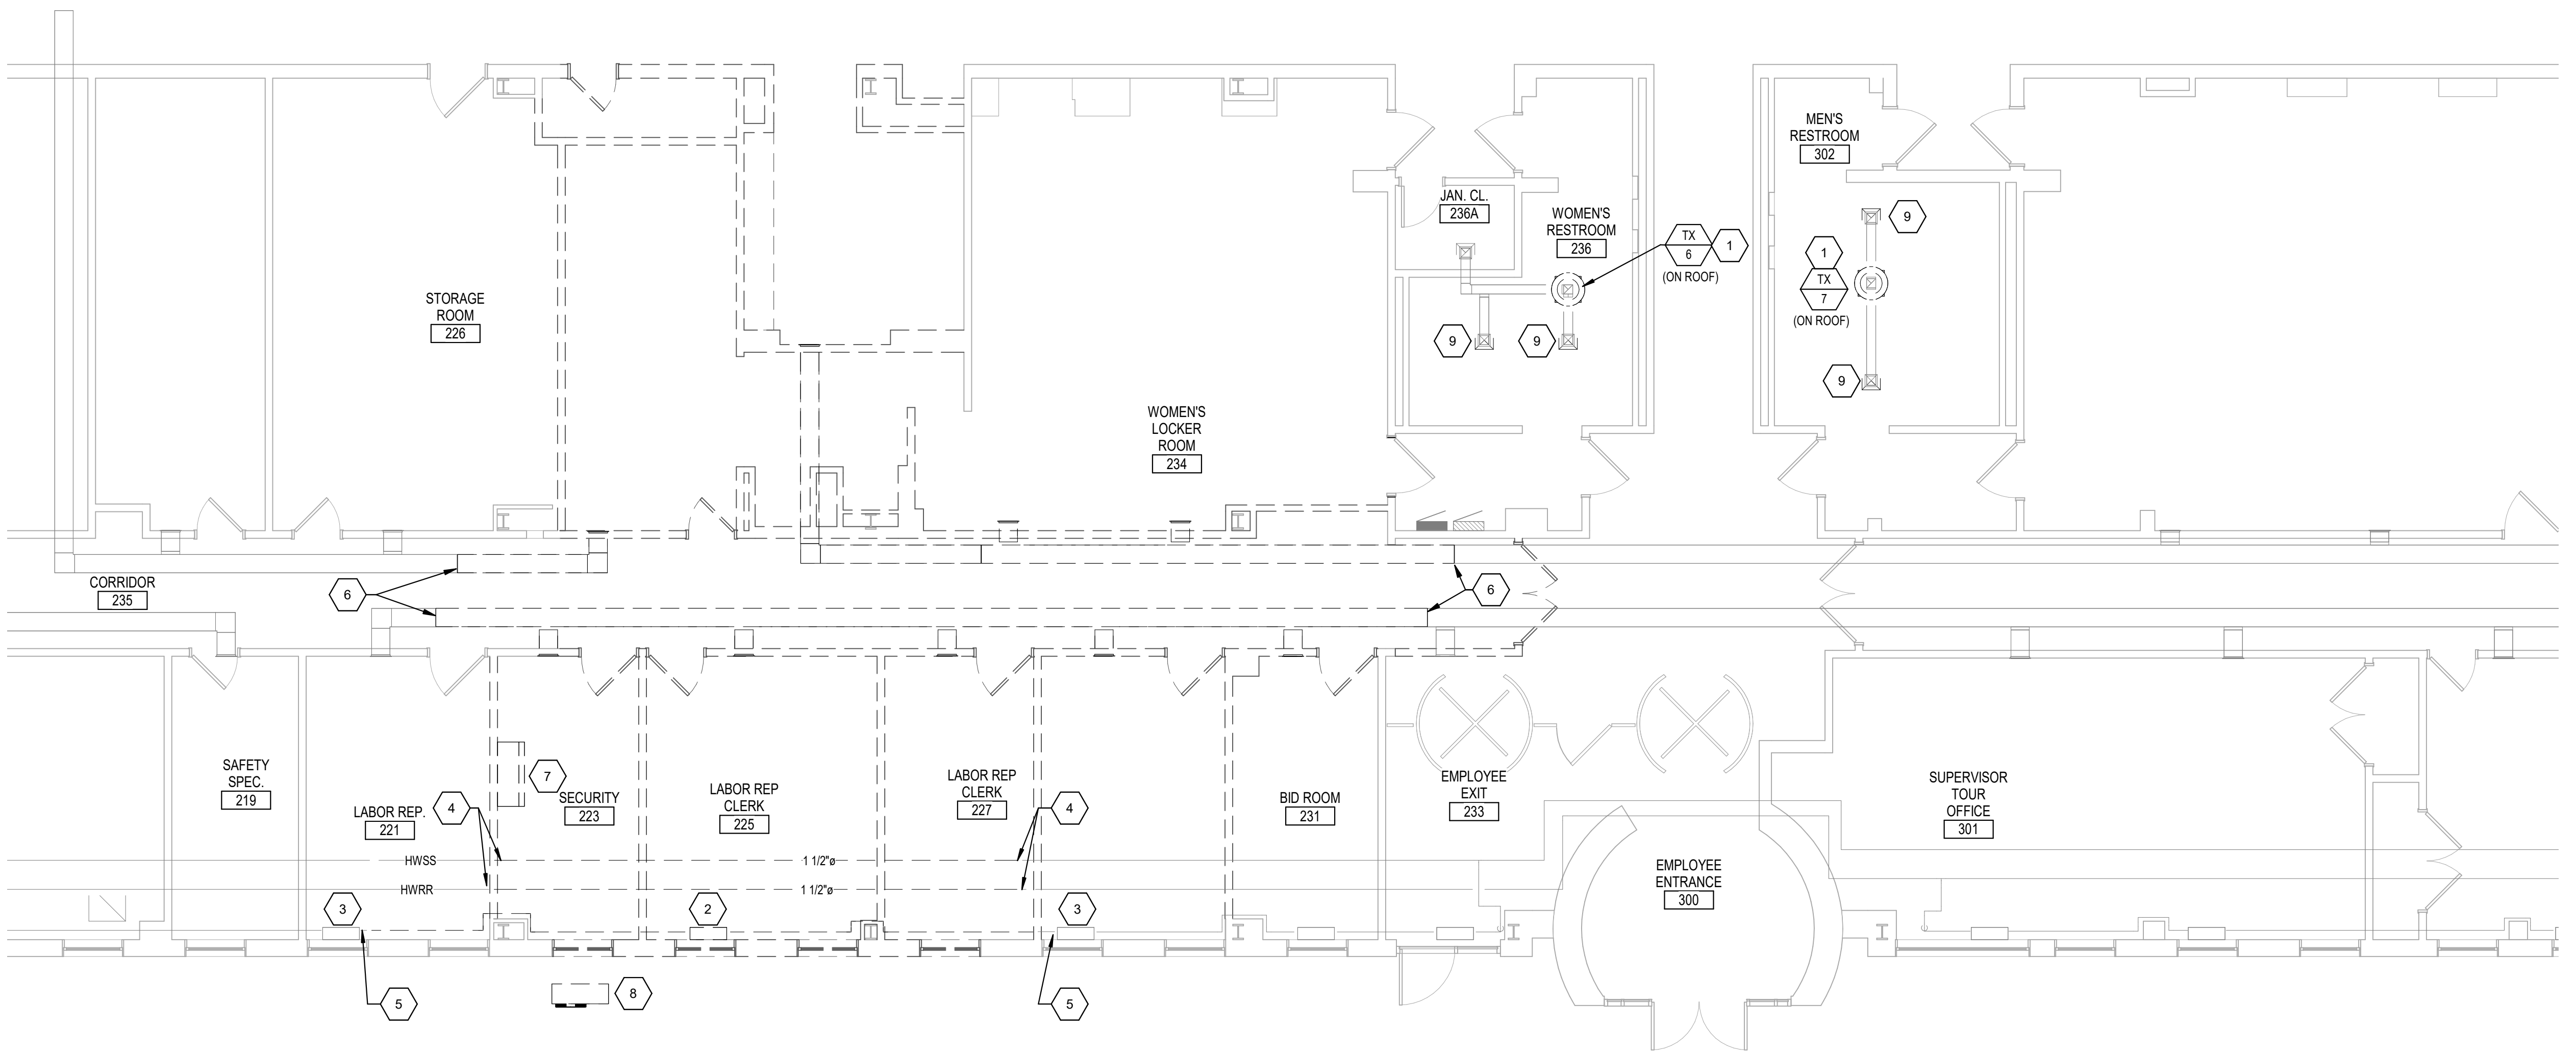 MEN'S
RESTROOM
302
JAN. CL.
236A
WOMEN'S
RESTROOM
236
TX
6
1
(ON ROOF)
9
1
TX
7
(ON ROOF)
STORAGE
ROOM
226
9
9
9
WOMEN'S
LOCKER
ROOM
234
CORRIDOR
235
6
6
SAFETY
SPEC.
219
LABOR REP.
221
4
7
SECURITY
223
LABOR REP
CLERK
225
LABOR REP
CLERK
227
4
BID ROOM
231
EMPLOYEE
EXIT
233
SUPERVISOR
TOUR
OFFICE
301
HWSS
1 1/2"ø
HWRR
1 1/2"ø
EMPLOYEE
ENTRANCE
300
3
2
3
5
8
5